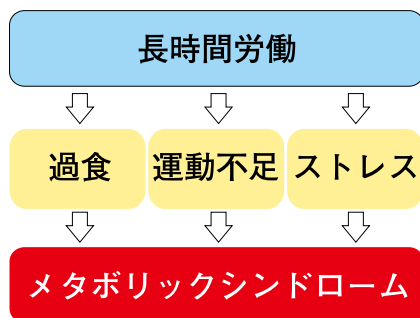 長時間労働
過食 運動不足 ストレス
メタボリックシンドローム